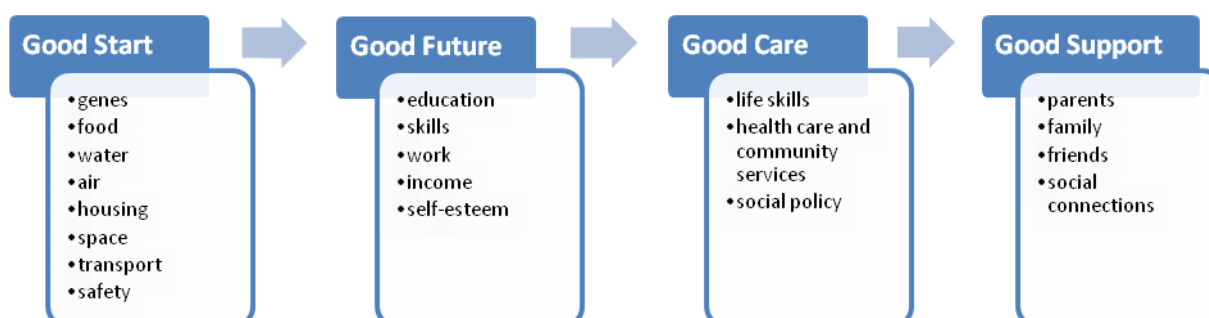 Good Start
•genes
•food
•water
•air
•housing
•space
•transport
•safety
Good Future
•education
•skills
•work
•income
•self-esteem
Good Care
•life skills
•health care and
community
services
•social policy
Good Support
•parents
•family
•friends
•social
connections